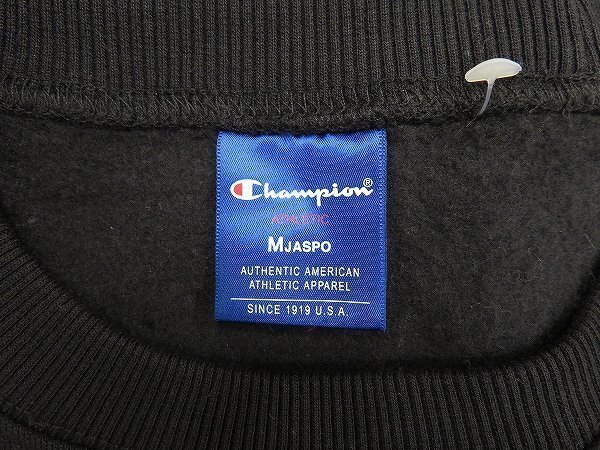 Champion®
ATHLETIC
MJASPO
AUTHENTIC AMERICAN
ATHLETIC APPAREL
SINCE 1919 U.S.A.